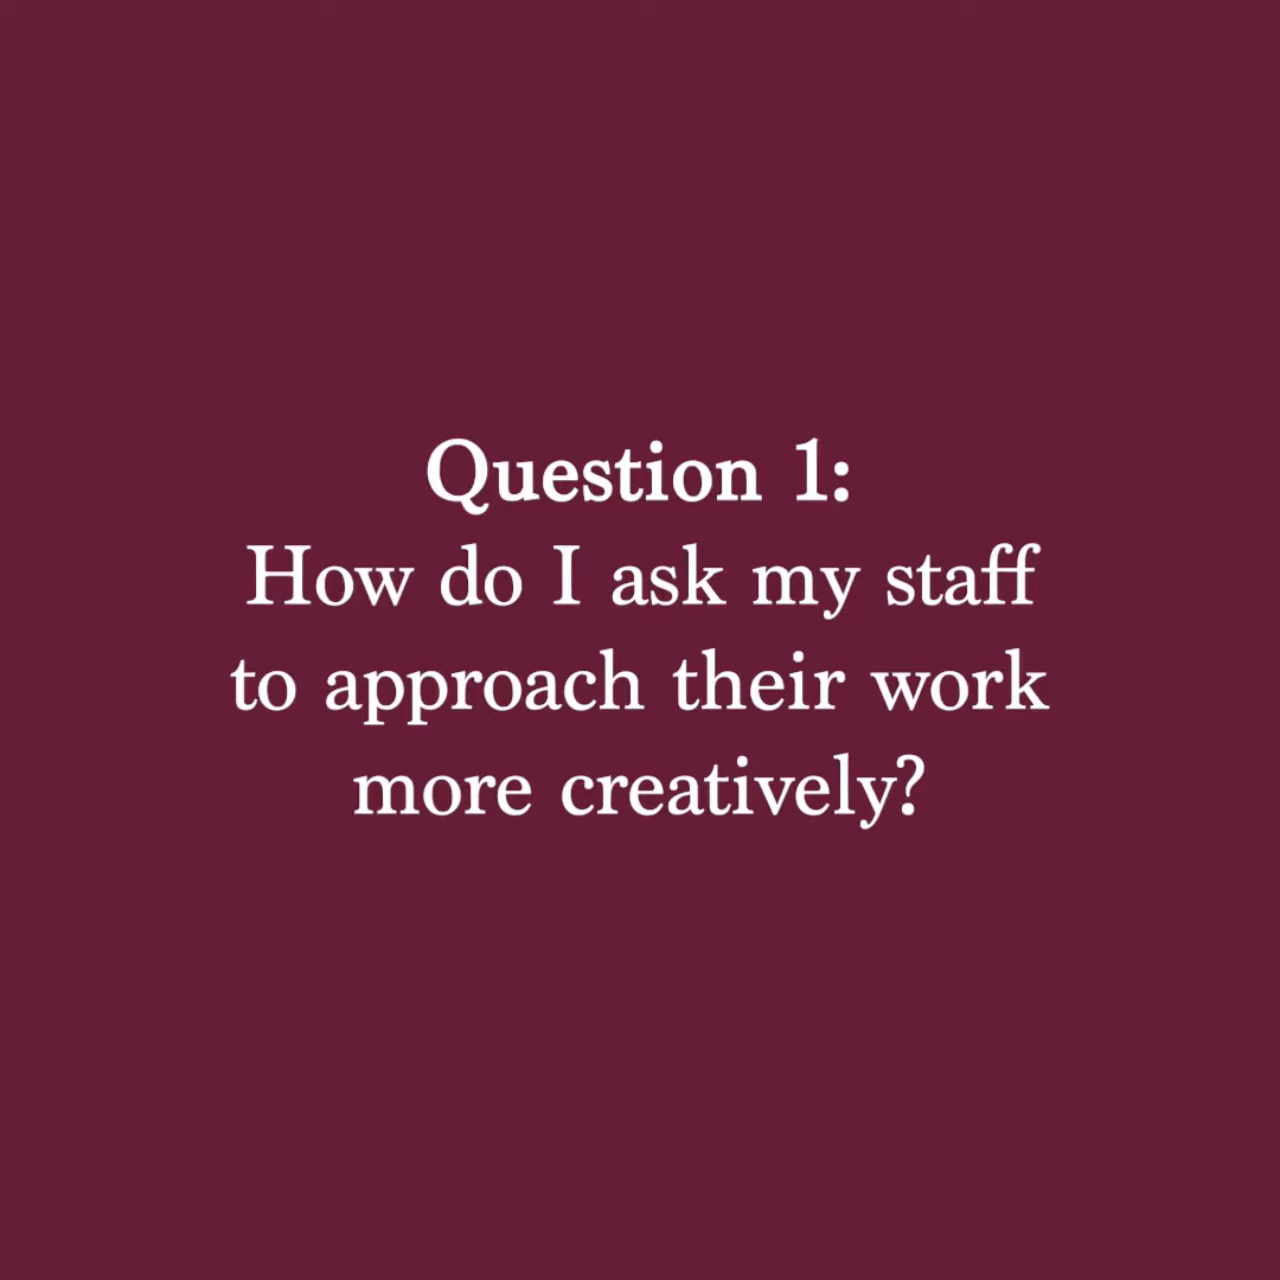 Question 1:
How do I ask my staff
to approach their work
more creatively?